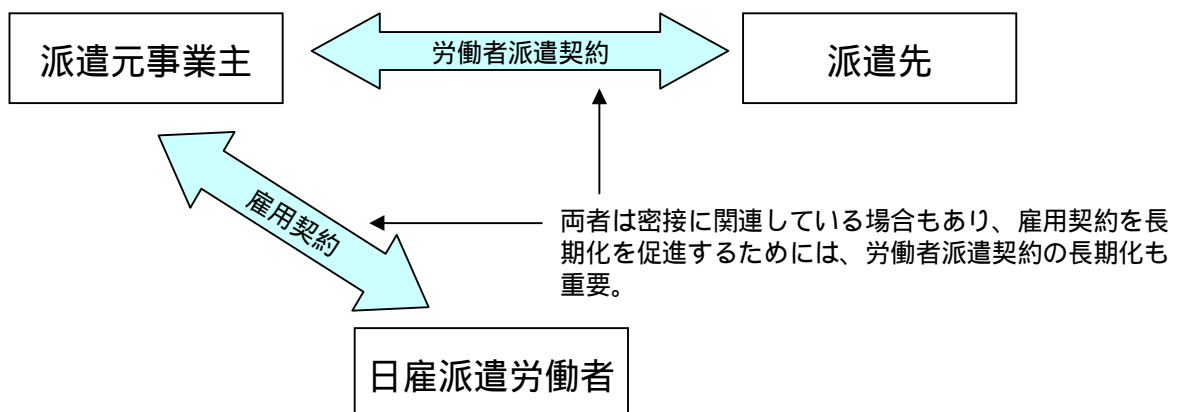 派遣元事業主
労働者派遣契約
派遣先
雇用契約
両者は密接に関連している場合もあり、雇用契約を長
期化を促進するためには、労働者派遣契約の長期化も
重要。
日雇派遣労働者